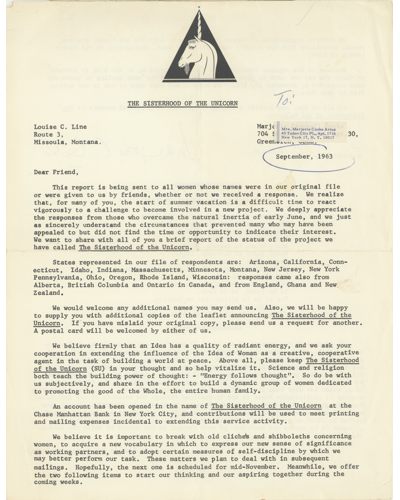 THE SISTERHOOD OF THE UNICORN
To:
Louise C. Line
Route 3,
Missoula, Montana.
Marj
704 S
30,
Mrs. Marjorie
New York
September, 1963
Dear Friend,
This report is being sent to all women whose names were in our original file
or were given to us by friends, whether or not we received a response. We realize
that, for many of you, the start of summer vacation is a difficult time to react
vigorously to a challenge to become involved in a new project. We deeply appreciate
the responses from those who overcame the natural inertia of early June, and we just
as sincerely understand the circumstances that prevented many who may have been
appealed to but did not find the time or opportunity to indicate their interest.
We want to share with all of you a brief report of the status of the project we
have called The Sisterhood of the Unicorn.
States represented in our file of respondents are: Arizona, California, Conn-
ecticut, Idaho, Indiana, Massachusetts, Minnesota, Montana, New Jersey, New York
Pennsylvania, Ohio, Oregon, Rhode Island, Wisconsin: responses came also from
Alberta, British Columbia and Ontario in Canada, and from England, Ghana and New
Zealand.
We would welcome any additional names you may send us. Also, we will be happy
to supply you with additional copies of the leaflet announcing The Sisterhood of the
Unicorn. If you have mislaid your original copy, please send us a request for another.
A postal card will be welcomed by either of us.
We believe firmly that an Idea has a quality of radiant energy, and we ask your
cooperation in extending the influence of the Idea of Woman as a creative, cooperative
agent in the task of building a world at peace. Above all, please keep The Sisterhood
of the Unicorn (SU) in your thought and so help vitalize it. Science and religion
both teach the building power of thought - "Energy follows thought". So do be with
us subjectively, and share in the effort to build a dynamic group of women dedicated
to promoting the good of the Whole, the entire human family.
An account has been opened in the name of The Sisterhood of the Unicorn at the
Chase Manhattan Bank in New York City, and contributions will be used to meet printing
and mailing expenses incidental to extending this service activity.
We believe it is important to break with old clichés and shibboleths concerning
women, to acquire a new vocabulary in which to express our new sense of significance
as working partners, and to adopt certain measures of self-discipline by which we
may better perform our task. These matters we plan to deal with in subsequent
mailings. Hopefully, the next one is scheduled for mid-November. Meanwhile, we offer
the two following items to start our thinking and our aspiring together during the
coming weeks.